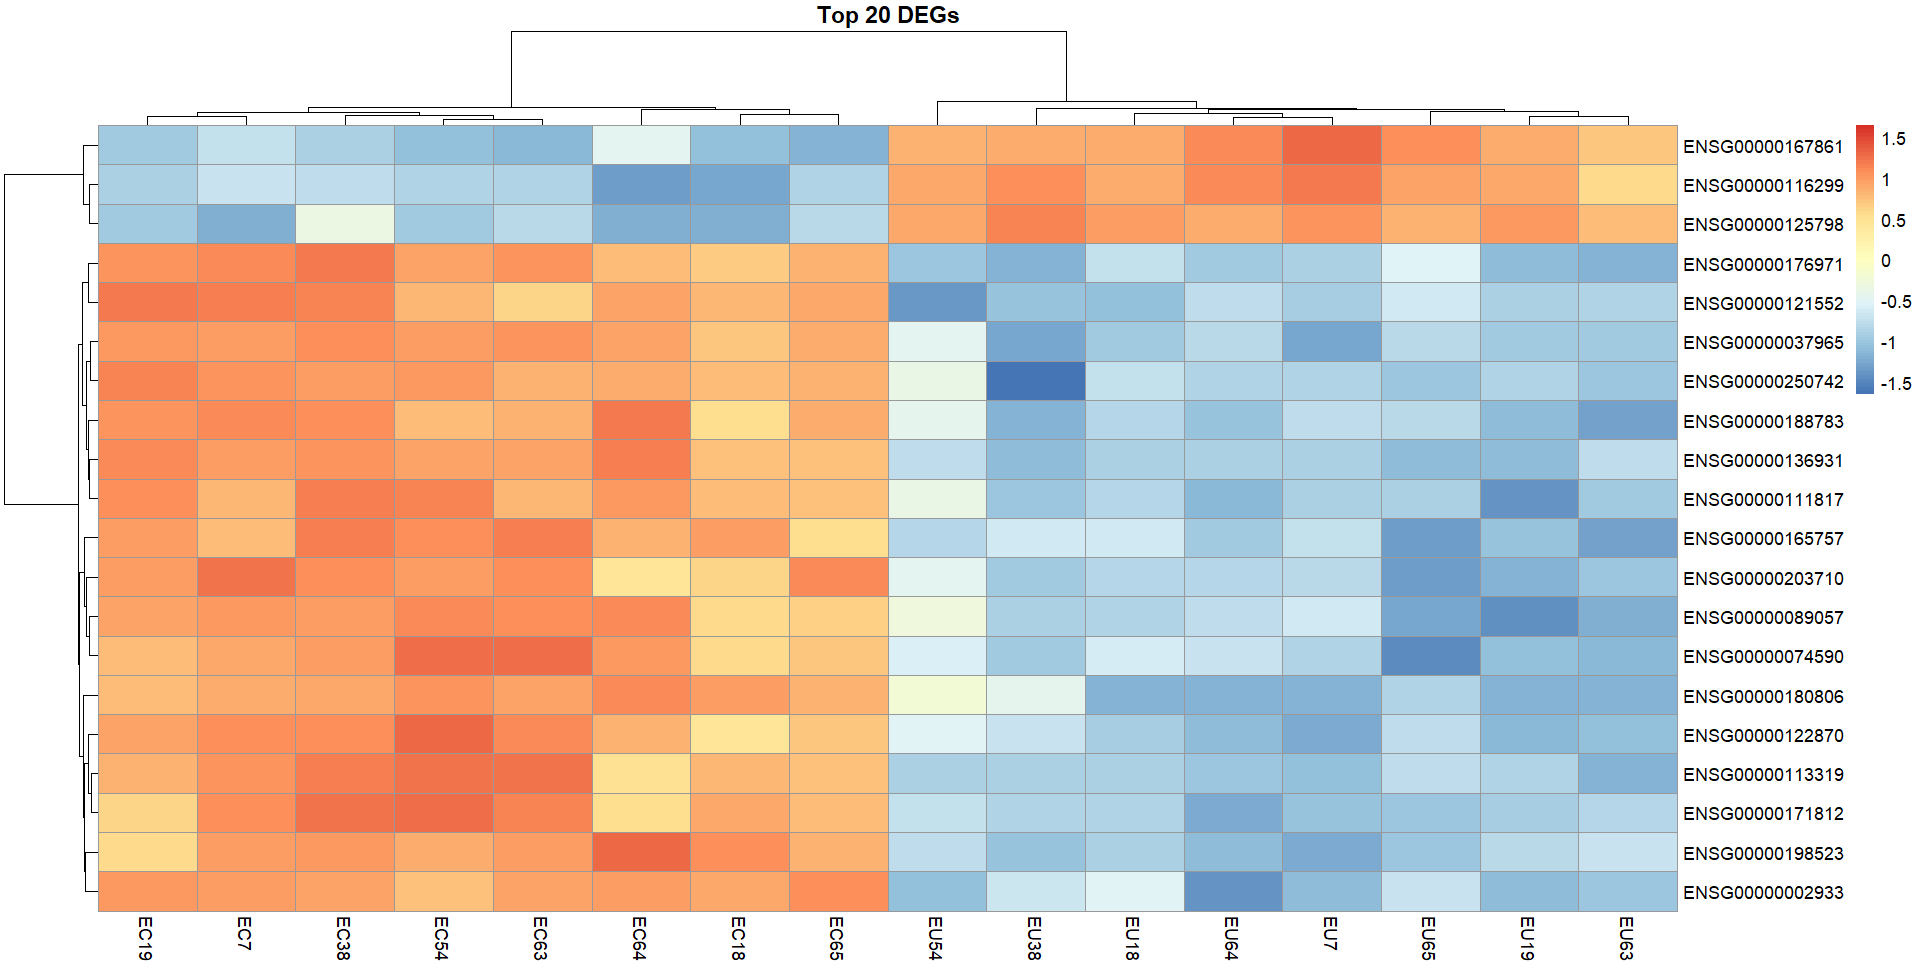 Top 20 DEGs
ENSG00000167861
ENSG00000116299
ENSG00000125798
ENSG00000176971
ENSG00000121552
ENSG00000037965
ENSG00000250742
ENSG00000188783
ENSG00000136931
ENSG00000111817
ENSG00000165757
ENSG00000203710
ENSG00000089057
ENSG00000074590
ENSG00000180806
ENSG00000122870
ENSG00000113319
ENSG00000171812
ENSG00000198523
ENSG00000002933
1.5
1
0.5
0
-0.5
-1
-1.5
EC19
EC7
EC38
EC54
EC63
EC64
EC18
EC65
EU54
EU38
EU18
EU64
EU7
EU65
EU19
EU63